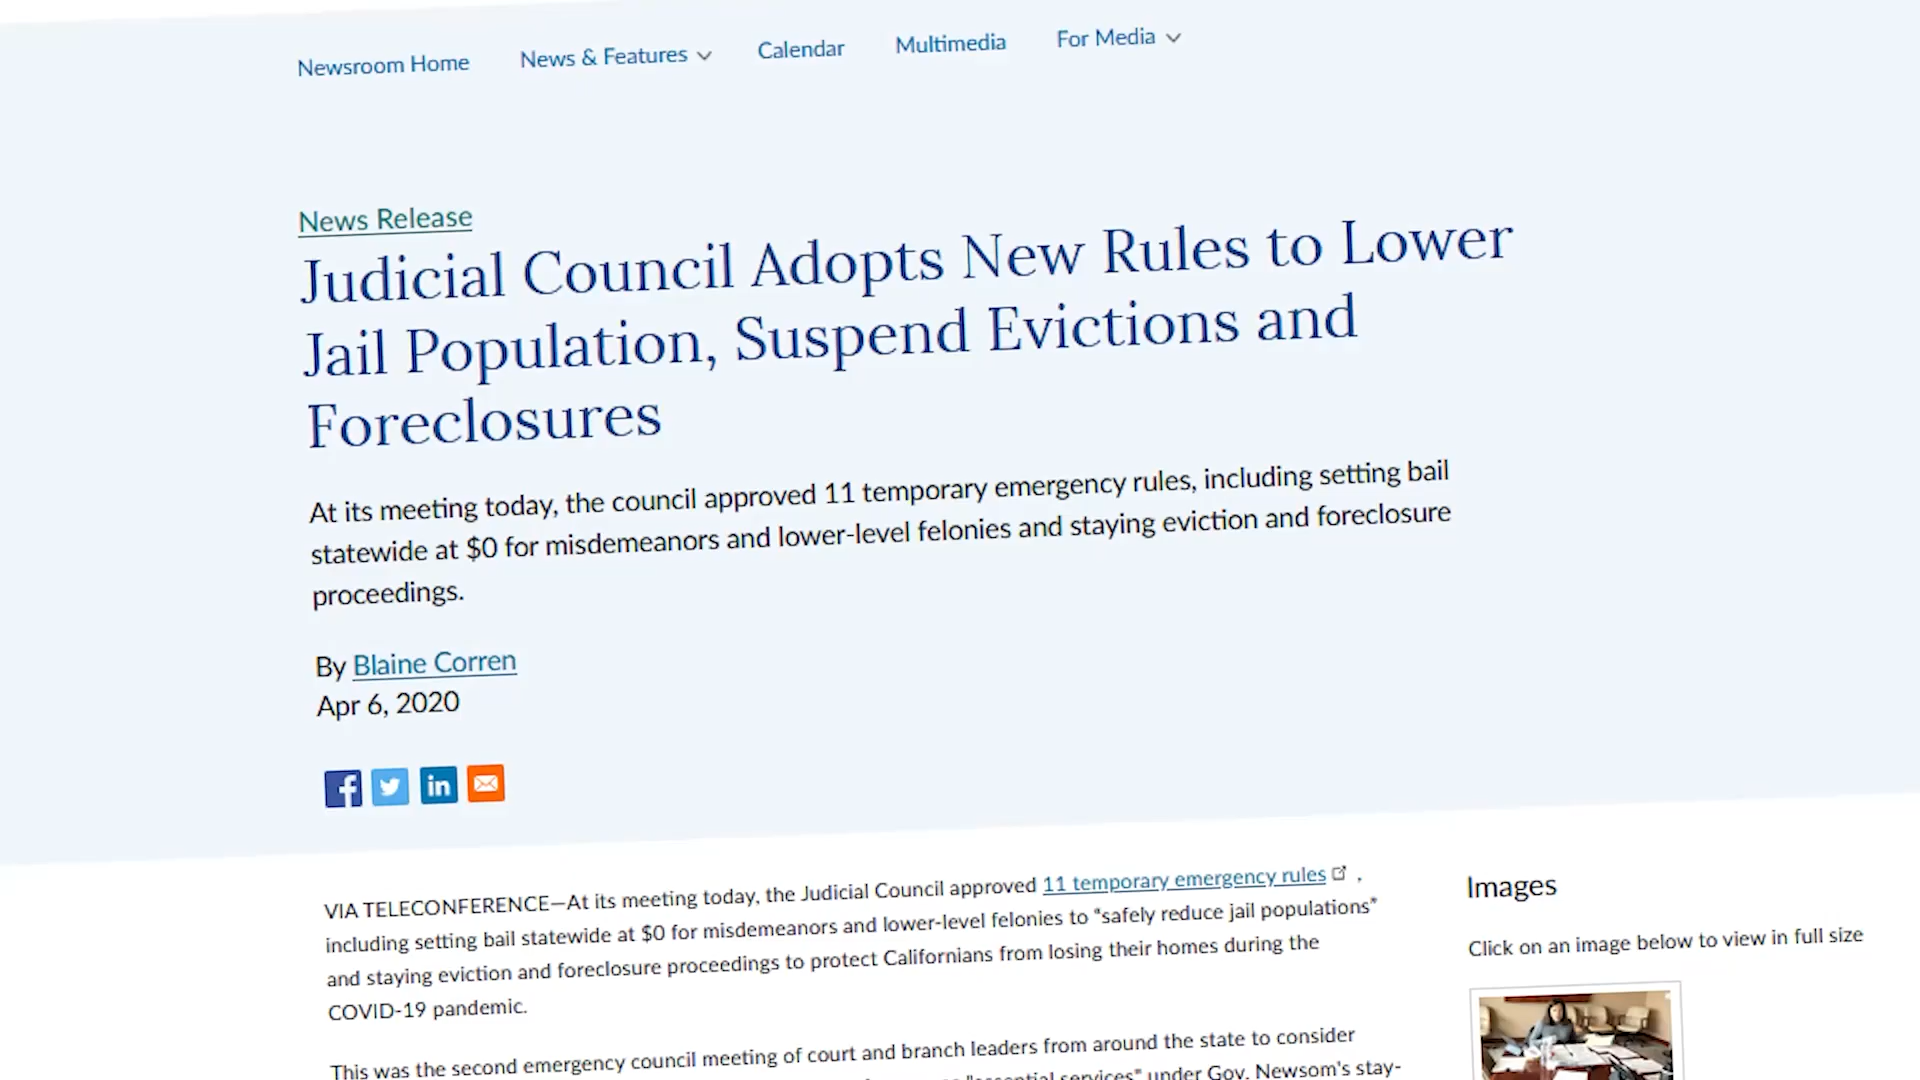 Newsroom Home News & Features Calendar Multimedia For Media
News Release
Judicial Council Adopts New Rules to Lower
Jail Population, Suspend Evictions and
Foreclosures
At its meeting today, the council approved 11 temporary emergency rules, including setting bail
statewide at $0 for misdemeanors and lower-level felonies and staying eviction and foreclosure
proceedings.
By Blaine Corren
Apr 6, 2020
VIA TELECONFERENCE—At its meeting today, the Judicial Council approved 11 temporary emergency rules ,
including setting bail statewide at $0 for misdemeanors and lower-level felonies to "safely reduce jail populations"
and staying eviction and foreclosure proceedings to protect Californians from losing their homes during the
COVID-19 pandemic.
This was the second emergency council meeting of court and branch leaders from around the state to consider
services" under Gov. Newsom's stay-
Images
Click on an image below to view in full size